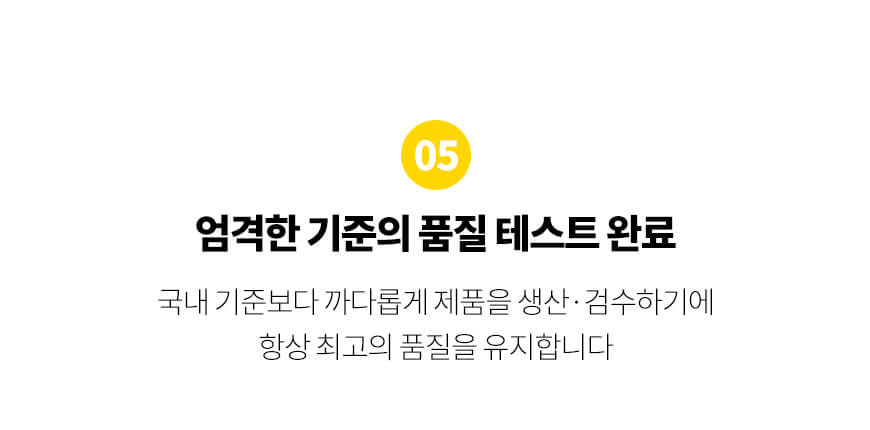 05
엄격한 기준의 품질 테스트 완료
국내 기준보다 까다롭게 제품을 생산·검수하기에
항상 최고의 품질을 유지합니다